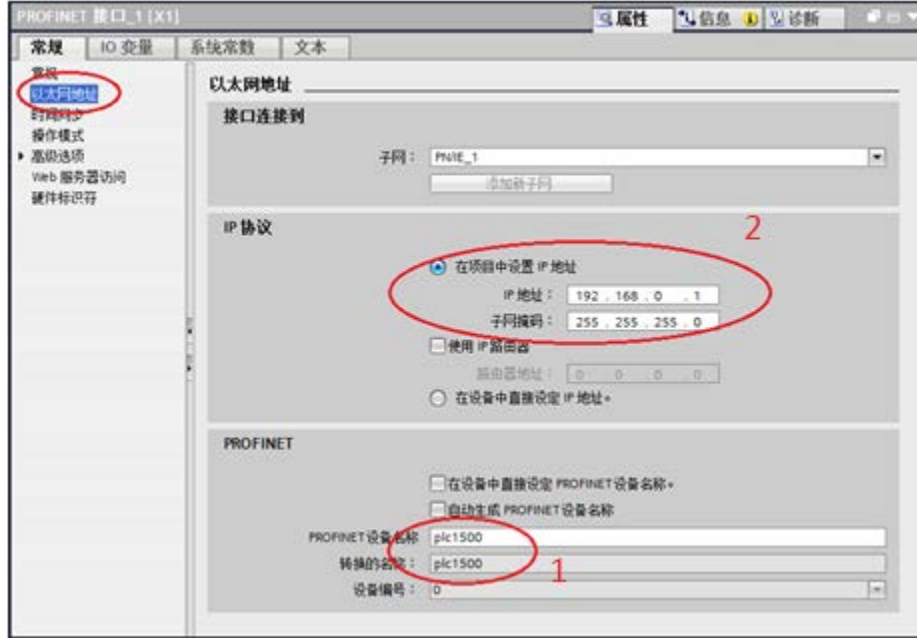 PROFINET 接口_1 [X1]
属性 信息 诊断
常规 IO 变量 系统常数 文本
常规
以太网地址
时间同步
操作模式
高级选项
Web 服务器访问
硬件标识符
以太网地址
接口连接到
子网： PN/IE_1
添加新子网
IP 协议
2
在项目中设置 IP 地址
IP 地址： 192 . 168 . 0 . 1
子网掩码： 255 . 255 . 255 . 0
使用 IP 路由器
路由器地址： 0 . 0 . 0 . 0
在设备中直接设定 IP 地址。
PROFINET
在设备中直接设定 PROFINET 设备名称。
自动生成 PROFINET 设备名称
PROFINET 设备名称 plc1500
转换的名称： plc1500
1
设备编号： 0